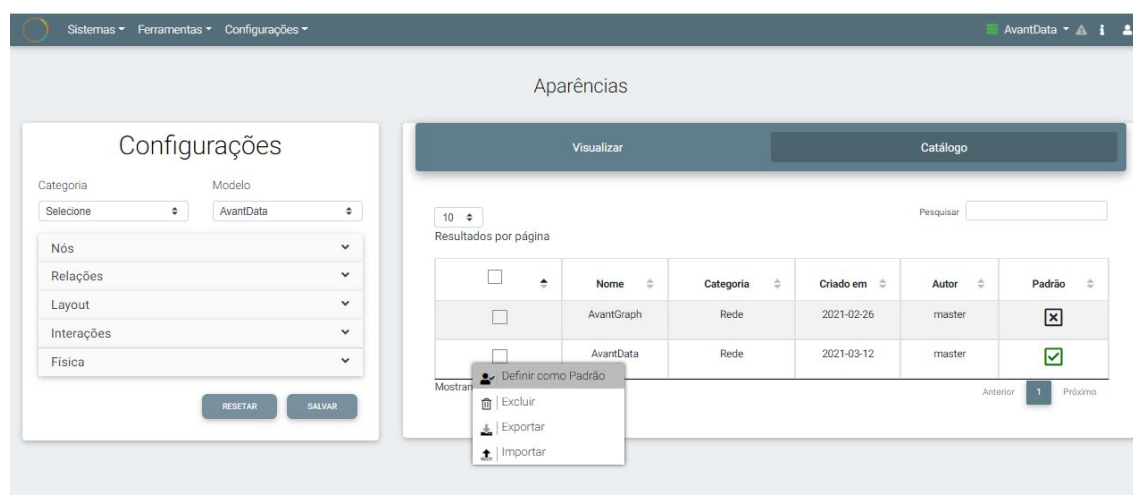 Sistemas Ferramentas Configurações AvantData i
Aparências
Configurações
Categoria Modelo
Selecione AvantData
Nós
Relações
Layout
Interações
Física
RESETAR SALVAR
Visualizar Catálogo
10
Pesquisar
Resultados por página
Nome Categoria Criado em Autor Padrão
AvantGraph Rede 2021-02-26 master
AvantData Rede 2021-03-12 master
Mostran
Anterior 1 Próximo
Definir como Padrão
Excluir
Exportar
Importar